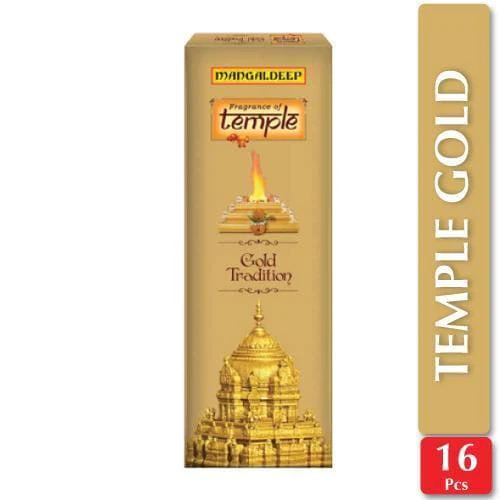 MANGALDEEP
Fragrance of
temple
Gold
Tradition
TEMPLE GOLD
16
Pcs